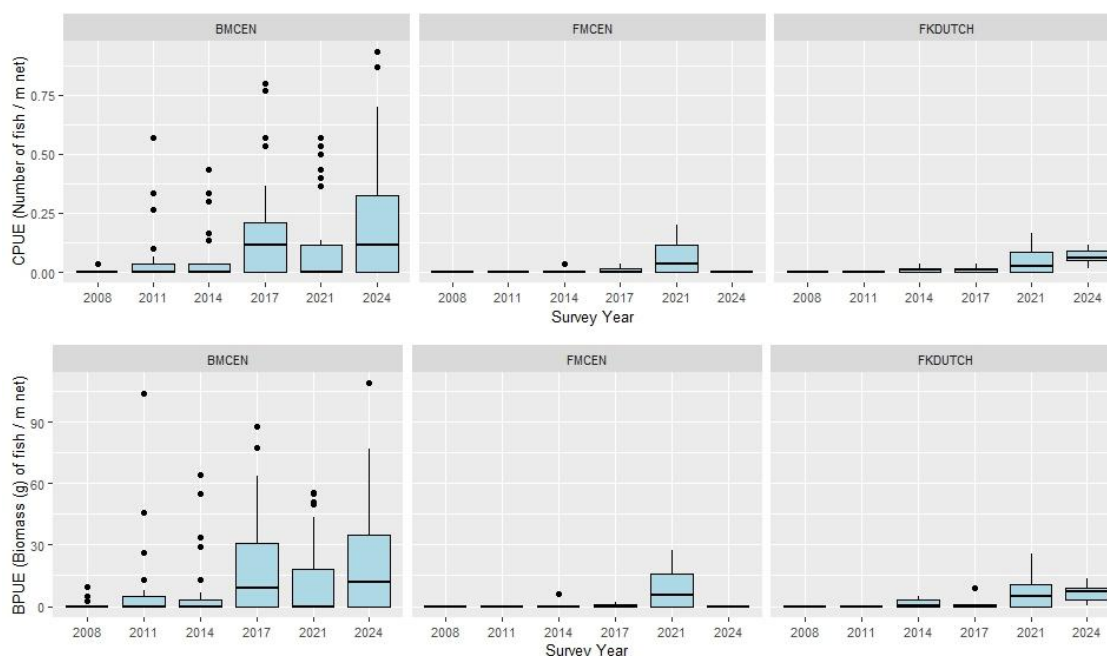 BMCEN FMCEN FKDUTCH
CPUE (Number of fish / m net)
0.75
0.50
0.25
0.00
2008 2011 2014 2017 2021 2024 2008 2011 2014 2017 2021 2024 2008 2011 2014 2017 2021 2024
Survey Year
BMCEN FMCEN FKDUTCH
BPUE (Biomass (g) of fish / m net)
90
60
30
0
2008 2011 2014 2017 2021 2024 2008 2011 2014 2017 2021 2024 2008 2011 2014 2017 2021 2024
Survey Year